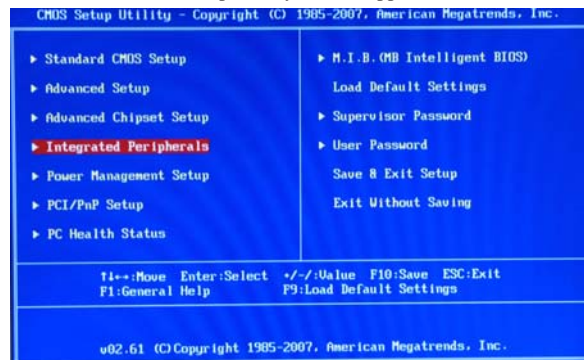 CMOS Setup Utility - Copyright (C) 1985-2007, American Megatrends, Inc.
▶ Standard CMOS Setup
▶ Advanced Setup
▶ Advanced Chipset Setup
▶ Integrated Peripherals
▶ Power Management Setup
▶ PCI/PnP Setup
▶ PC Health Status
▶ M.I.B.(MB Intelligent BIOS)
Load Default Settings
▶ Supervisor Password
▶ User Password
Save & Exit Setup
Exit Without Saving
↑↓←→:Move Enter:Select +/-/:Value F10:Save ESC:Exit
F1:General Help F9:Load Default Settings
v02.61 (C)Copyright 1985-2007, American Megatrends, Inc.